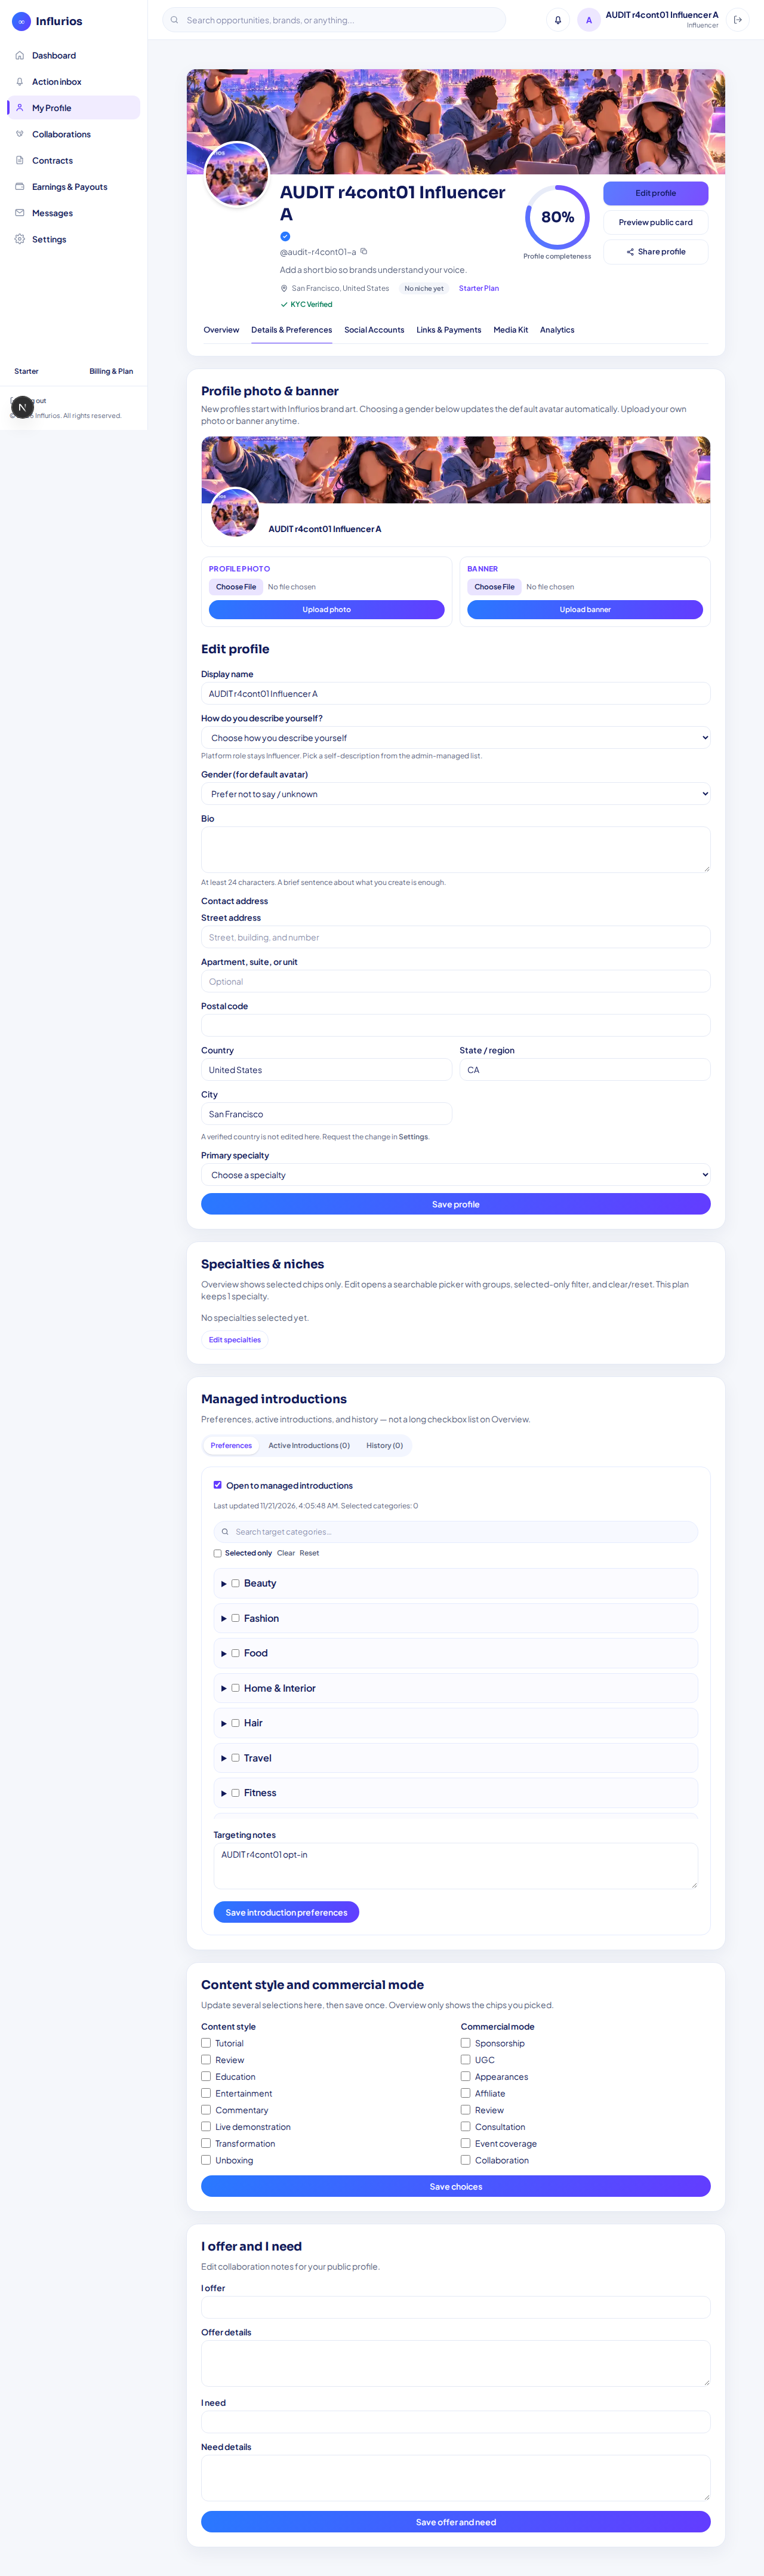 Influrios
Search opportunities, brands, or anything...
A
AUDIT r4cont01 Influencer A
Influencer
Dashboard
Action inbox
My Profile
Collaborations
Contracts
Earnings & Payouts
Messages
Settings
Starter
Billing & Plan
N
Influrios. All rights reserved.
AUDIT r4cont01 Influencer
A
@audit-r4cont01-a
Add a short bio so brands understand your voice.
San Francisco, United States
No niche yet
Starter Plan
KYC Verified
80%
Profile completeness
Edit profile
Preview public card
Share profile
Overview
Details & Preferences
Social Accounts
Links & Payments
Media Kit
Analytics
Profile photo & banner
New profiles start with Influrios brand art. Choosing a gender below updates the default avatar automatically. Upload your own
photo or banner anytime.
AUDIT r4cont01 Influencer A
PROFILE PHOTO
Choose File No file chosen
Upload photo
BANNER
Choose File No file chosen
Upload banner
Edit profile
Display name
AUDIT r4cont01 Influencer A
How do you describe yourself?
Choose how you describe yourself
Platform role stays Influencer. Pick a self-description from the admin-managed list.
Gender (for default avatar)
Prefer not to say / unknown
Bio
At least 24 characters. A brief sentence about what you create is enough.
Contact address
Street address
Street, building, and number
Apartment, suite, or unit
Optional
Postal code
Country
United States
State / region
CA
City
San Francisco
A verified country is not edited here. Request the change in Settings.
Primary specialty
Choose a specialty
Save profile
Specialties & niches
Overview shows selected chips only. Edit opens a searchable picker with groups, selected-only filter, and clear/reset. This plan
keeps 1 specialty.
No specialties selected yet.
Edit specialties
Managed introductions
Preferences, active introductions, and history — not a long checkbox list on Overview.
Preferences
Active Introductions (0)
History (0)
Open to managed introductions
Last updated 11/21/2026, 4:05:48 AM. Selected categories: 0
Search target categories...
Selected only Clear Reset
Beauty
Fashion
Food
Home & Interior
Hair
Travel
Fitness
Targeting notes
AUDIT r4cont01 opt-in
Save introduction preferences
Content style and commercial mode
Update several selections here, then save once. Overview only shows the chips you picked.
Content style
Tutorial
Review
Education
Entertainment
Commentary
Live demonstration
Transformation
Unboxing
Commercial mode
Sponsorship
UGC
Appearances
Affiliate
Review
Consultation
Event coverage
Collaboration
Save choices
I offer and I need
Edit collaboration notes for your public profile.
I offer
Offer details
I need
Need details
Save offer and need